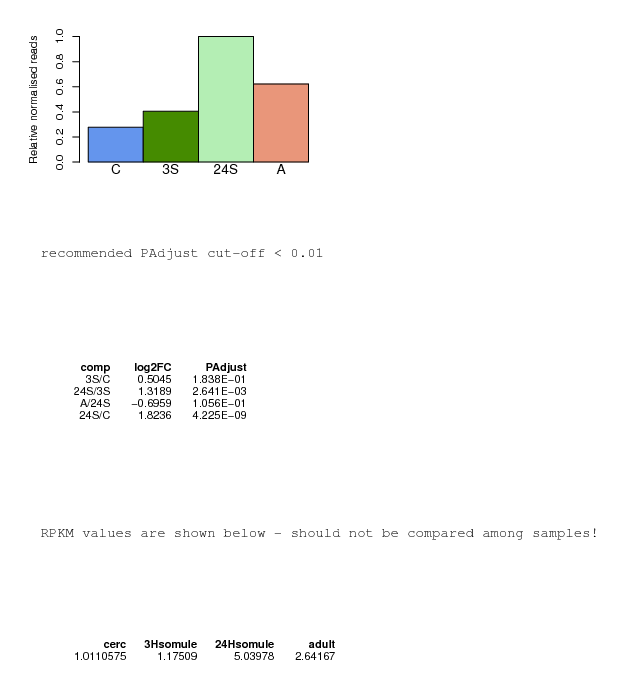 Relative normalised reads
1.0
0.8
0.6
0.4
0.2
0.0
C 3S 24S A
recommended PAdjust cut-off < 0.01
comp log2FC PAdjust
3S/C 0.5045 1.838E−01
24S/3S 1.3189 2.641E−03
A/24S −0.6959 1.056E−01
24S/C 1.8236 4.225E−09
RPKM values are shown below - should not be compared among samples!
cerc 3Hsomule 24Hsomule adult
1.0110575 1.17509 5.03978 2.64167